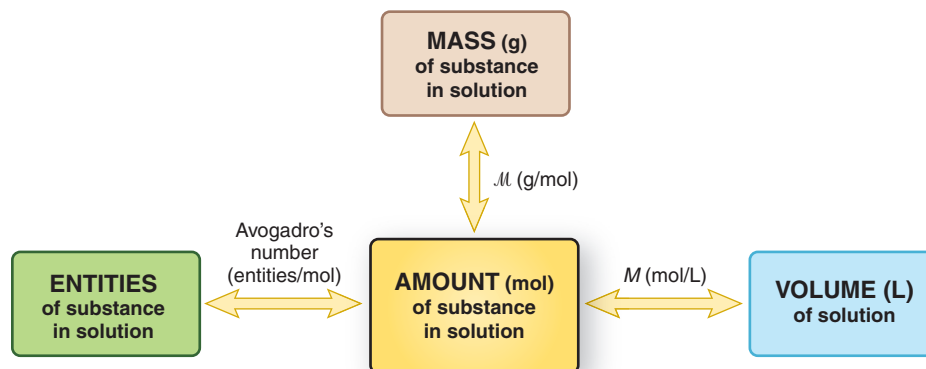 MASS (g)
of substance
in solution
ℳ (g/mol)
Avogadro's
number
(entities/mol)
ENTITIES
of substance
in solution
AMOUNT (mol)
of substance
in solution
M (mol/L)
VOLUME (L)
of solution